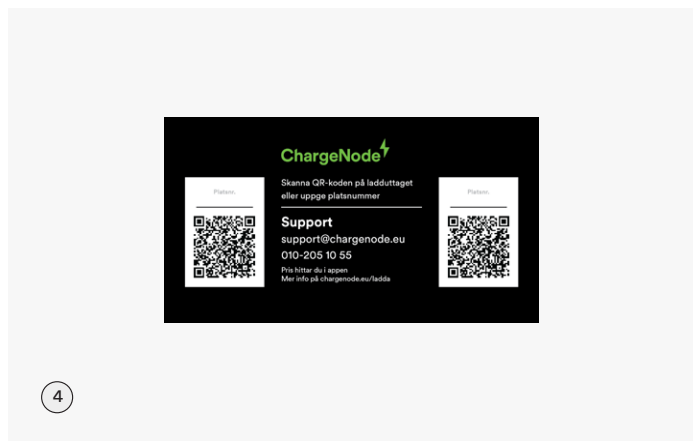 ChargeNode
Skanna QR-koden på ladduttaget
eller uppge platsnummer
Platsnr.
Platsnr.
Support
support@chargenode.eu
010-205 10 55
Pris hittar du i appen
Mer info på chargenode.eu/ladda
4